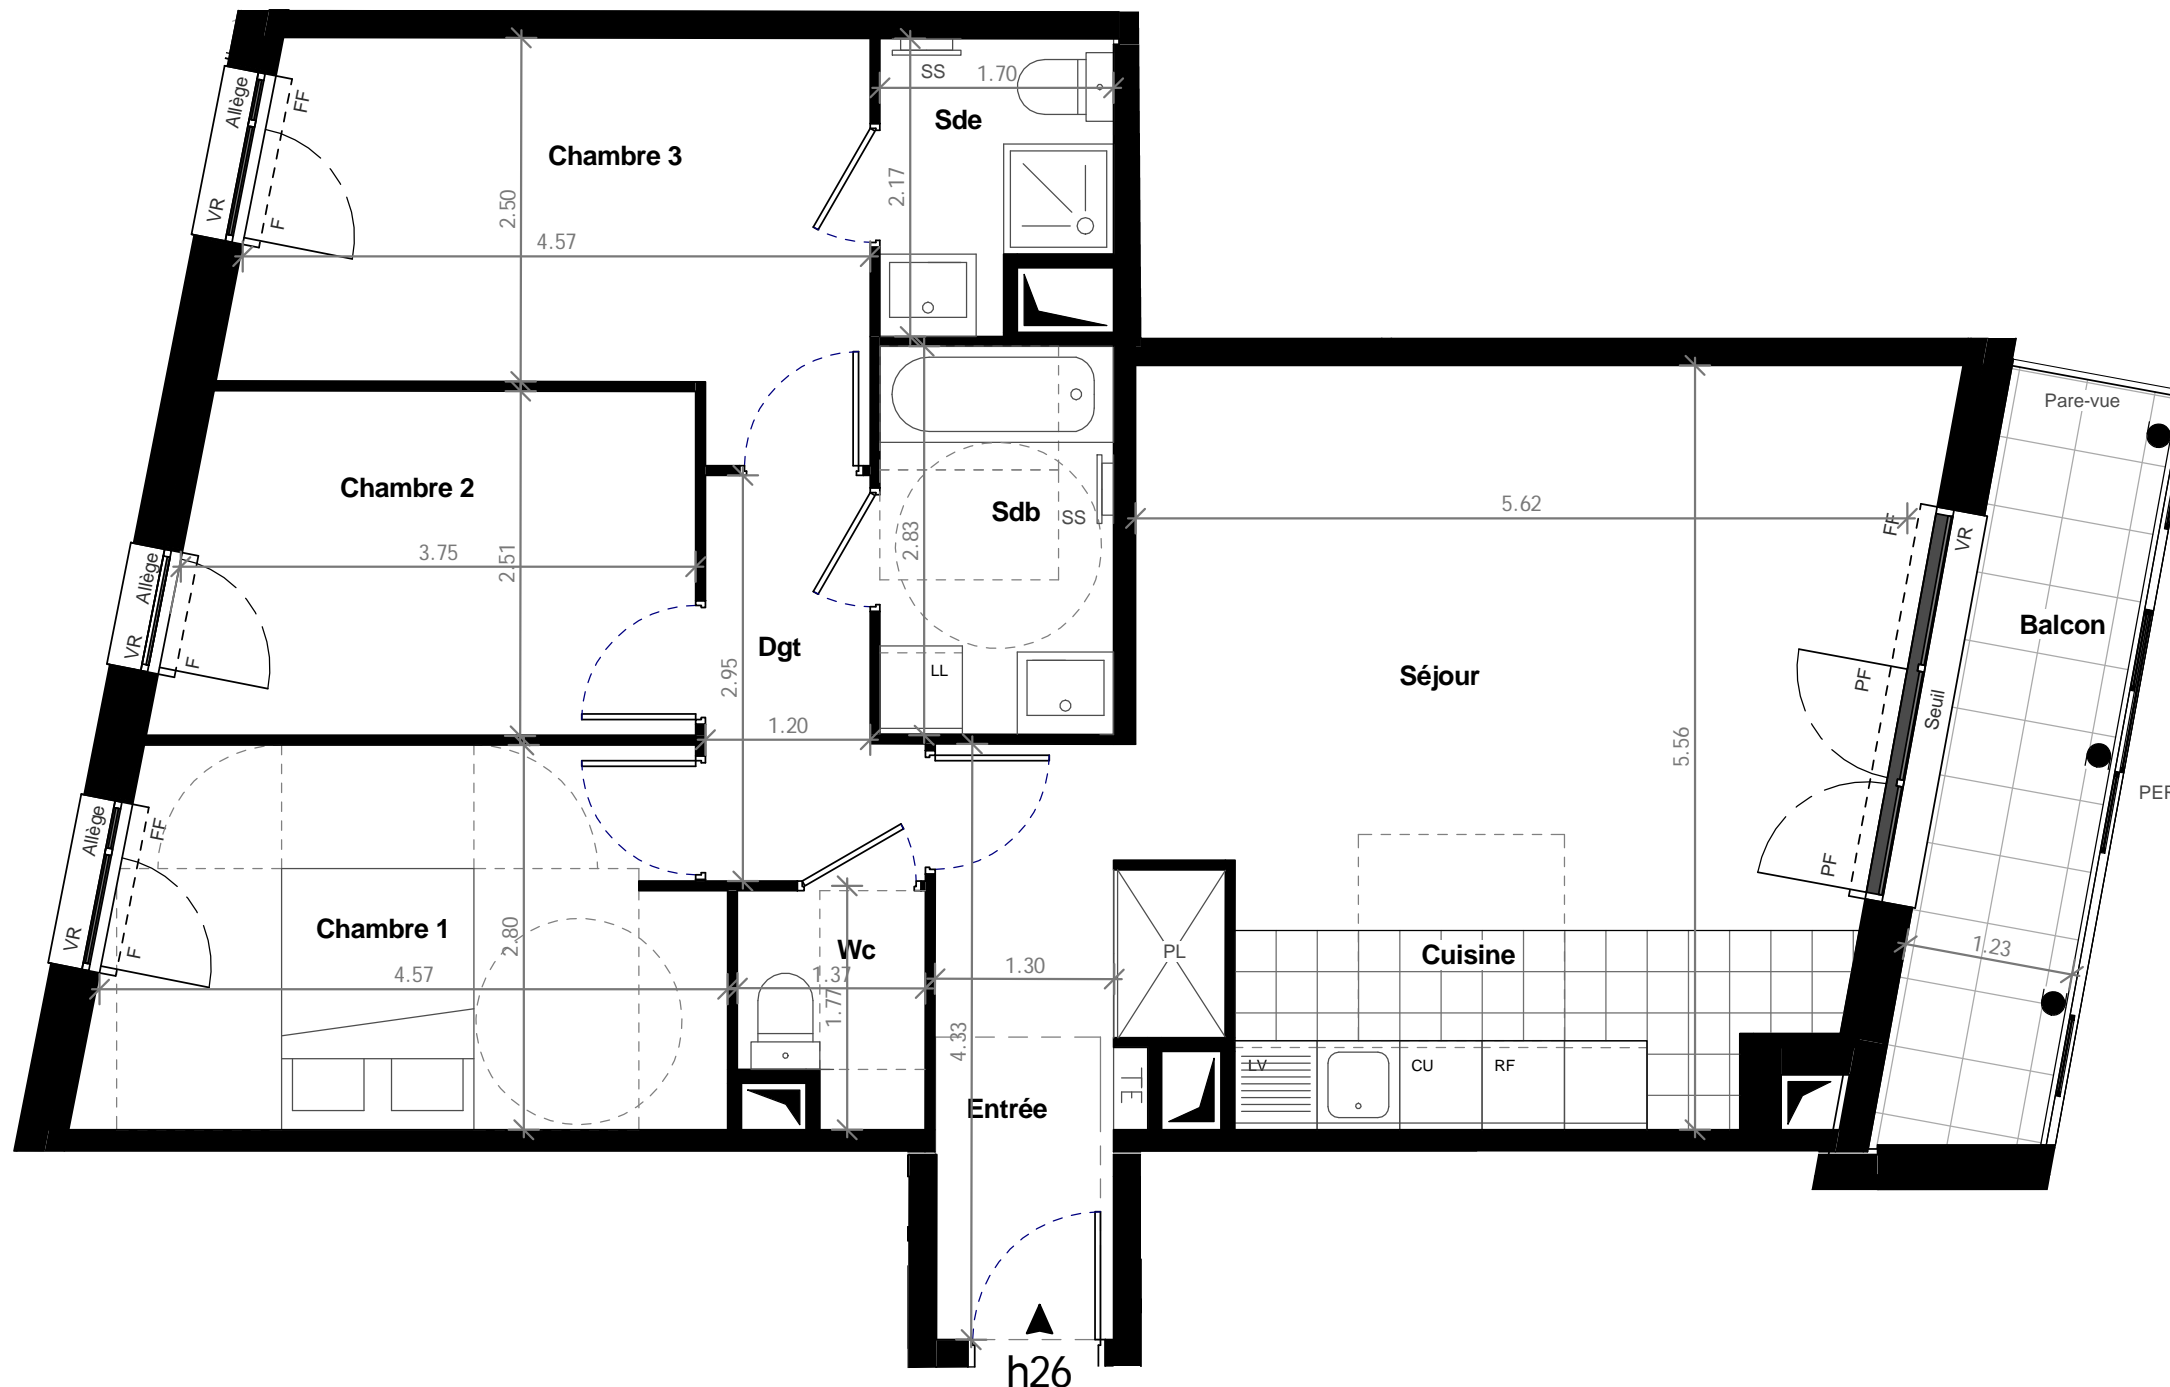 Allège
FF
VR
F
Chambre 3
2.50
4.57
SS
1.70
Sde
2.17
Allège
VR
F
Chambre 2
3.75
2.51
Dgt
2.95
1.20
Sdb
SS
2.83
LL
Allège
FF
VR
F
Chambre 1
2.80
4.57
Wc
1.37
1.77
1.30
4.33
Entrée
PL
TE
h26
5.62
Séjour
5.56
Cuisine
LV
CU
RF
FF
VR
PF
Seuil
PF
Pare-vue
Balcon
1.23